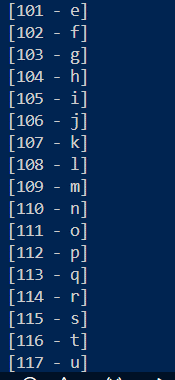 [101 - e]
[102 - f]
[103 - g]
[104 - h]
[105 - i]
[106 - j]
[107 - k]
[108 - l]
[109 - m]
[110 - n]
[111 - o]
[112 - p]
[113 - q]
[114 - r]
[115 - s]
[116 - t]
[117 - u]